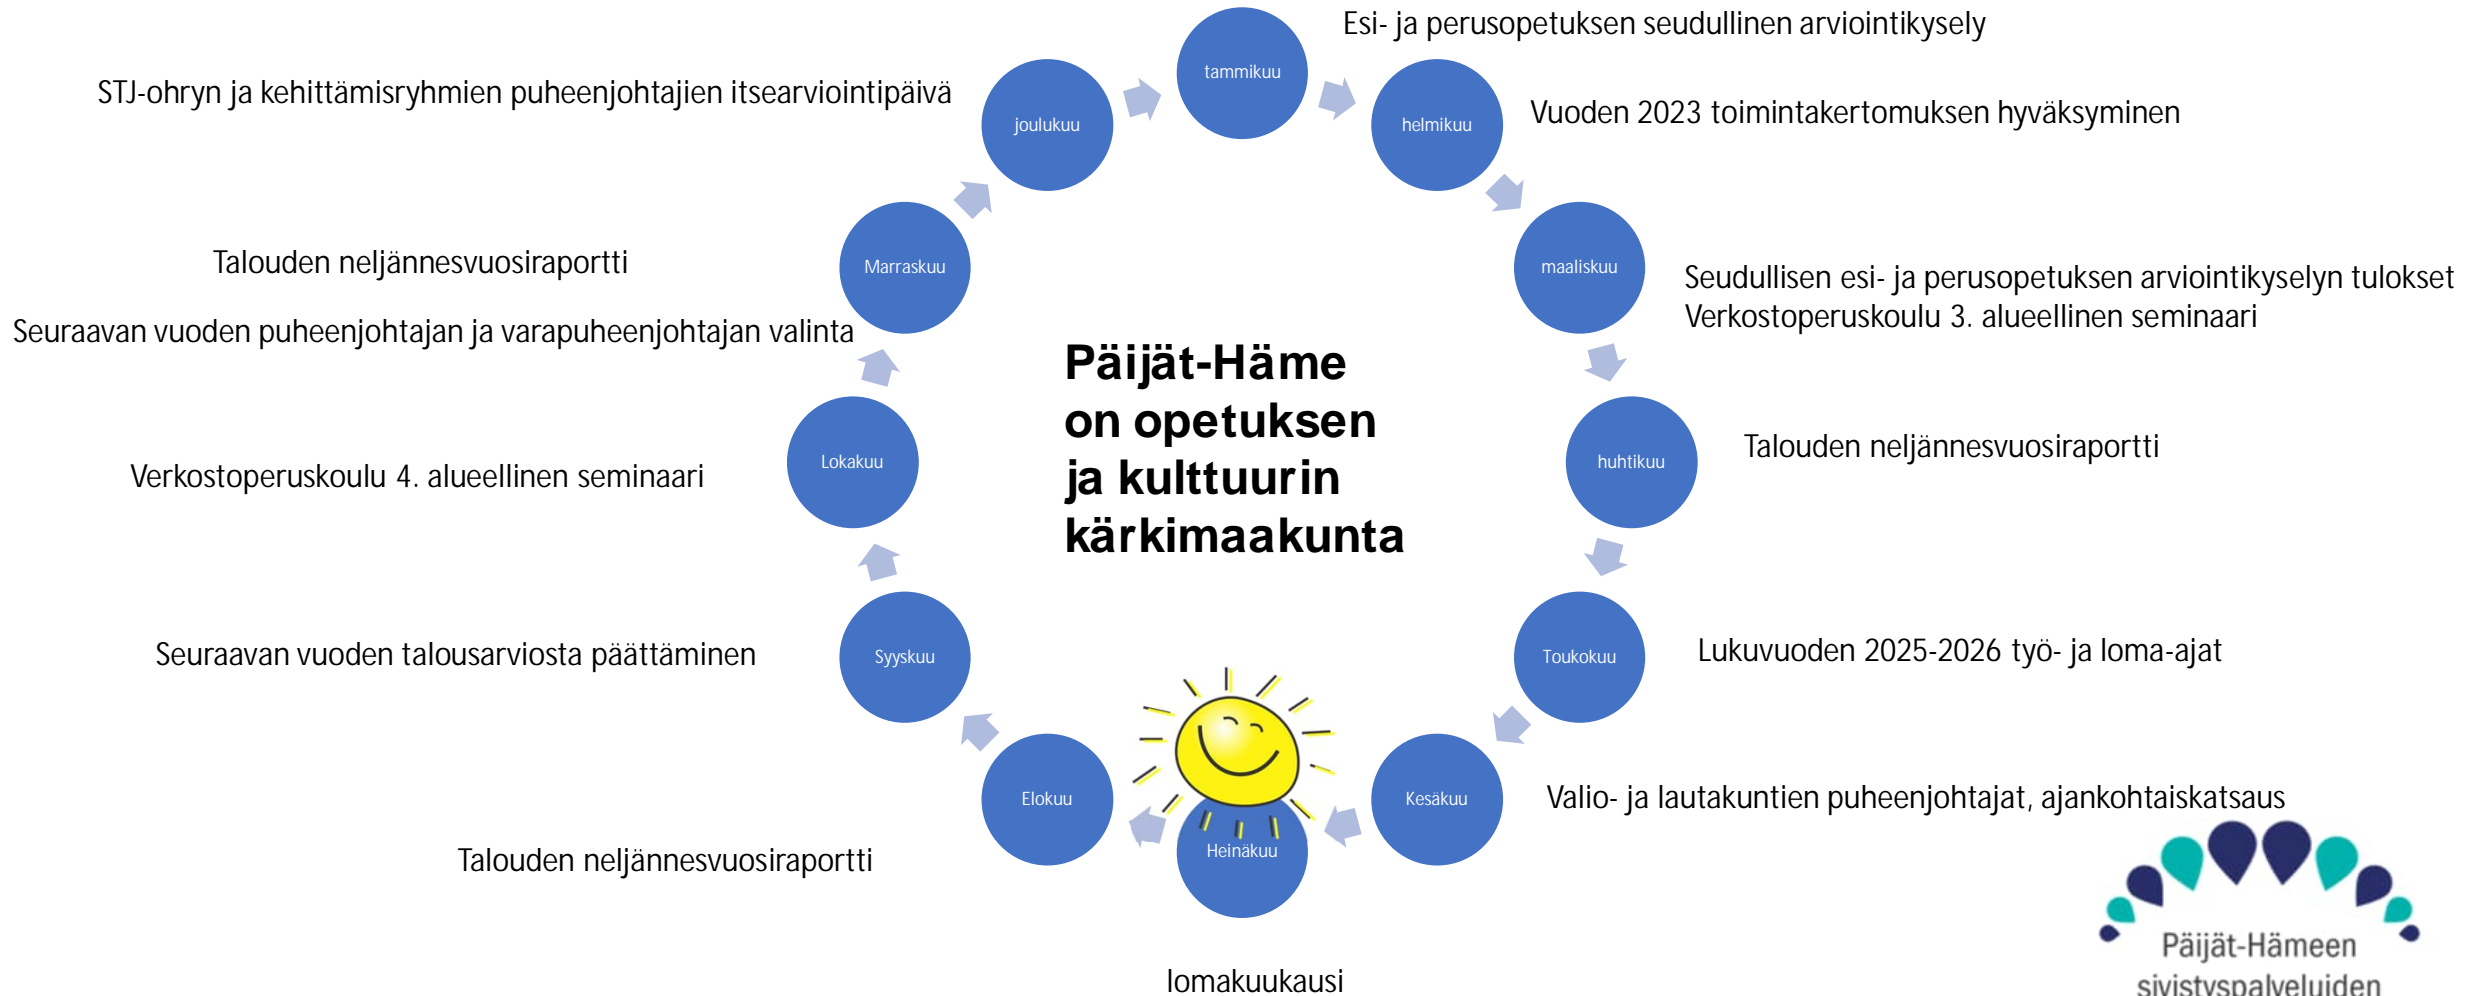 Esi- ja perusopetuksen seudullinen arviointikysely
tammikuu
STJ-ohryn ja kehittämisryhmien puheenjohtajien itsearviointipäivä
joulukuu
helmikuu
Vuoden 2023 toimintakertomuksen hyväksyminen
Talouden neljännesvuosiraportti
Marraskuu
maaliskuu
Seudullisen esi- ja perusopetuksen arviointikyselyn tulokset
Verkostoperuskoulu 3. alueellinen seminaari
Seuraavan vuoden puheenjohtajan ja varapuheenjohtajan valinta
Päijät-Häme
on opetuksen
ja kulttuurin
kärkimaakunta
Verkostoperuskoulu 4. alueellinen seminaari
Lokakuu
huhtikuu
Talouden neljännesvuosiraportti
Seuraavan vuoden talousarviosta päättäminen
Syyskuu
Toukokuu
Lukuvuoden 2025-2026 työ- ja loma-ajat
Elokuu
Kesäkuu
Valio- ja lautakuntien puheenjohtajat, ajankohtaiskatsaus
Talouden neljännesvuosiraportti
Heinäkuu
lomakuukausi
Päijät-Hämeen
sivistyspalveluiden